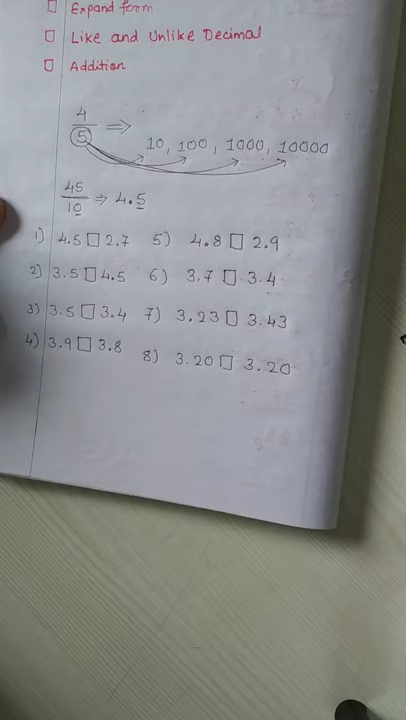 □ Expand form
□ Like and Unlike Decimal
□ Addition
4/5 ⇒ 10, 100, 1000, 10000
45/10 ⇒ 4.5
1) 4.5 □ 2.7 5) 4.8 □ 2.9
2) 3.5 □ 4.5 6) 3.7 □ 3.4
3) 3.5 □ 3.4 7) 3.23 □ 3.43
4) 3.9 □ 3.8 8) 3.20 □ 3.20